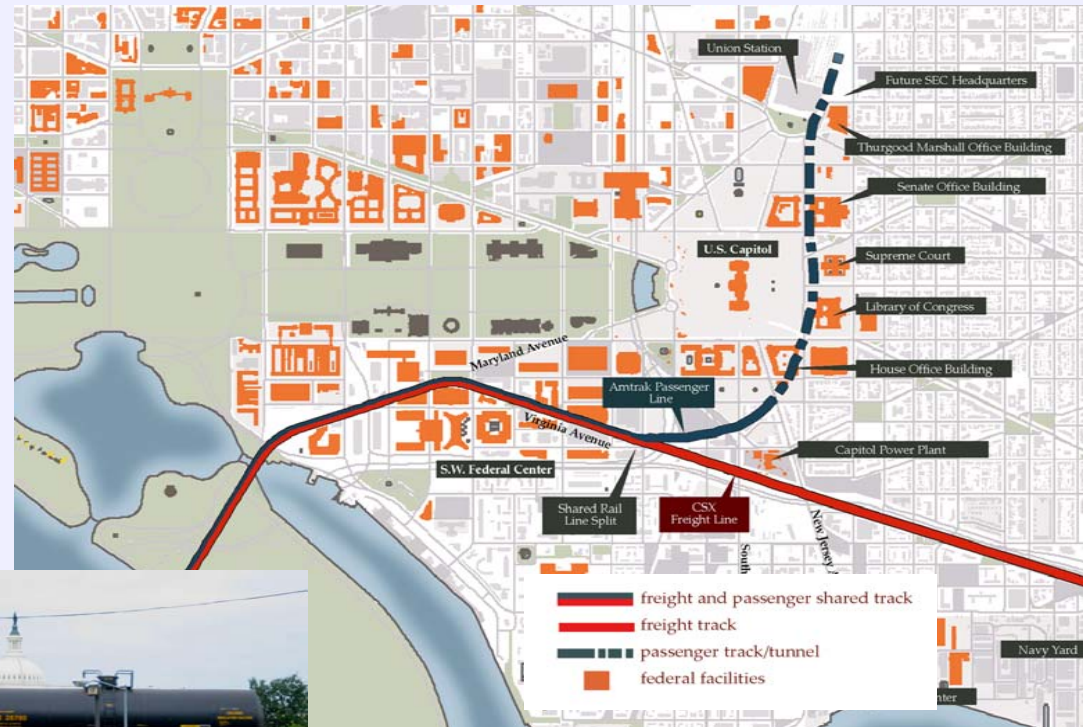 Union Station
Future SEC Headquarters
Thurgood Marshall Office Building
Senate Office Building
U.S. Capitol
Supreme Court
Library of Congress
Maryland Avenue
House Office Building
Amtrak Passenger
Line
Virginia Avenue
Capitol Power Plant
S.W. Federal Center
Shared Rail
Line Split
CSX
Freight Line
New Jersey
South
freight and passenger shared track
freight track
passenger track/tunnel
federal facilities
Navy Yard